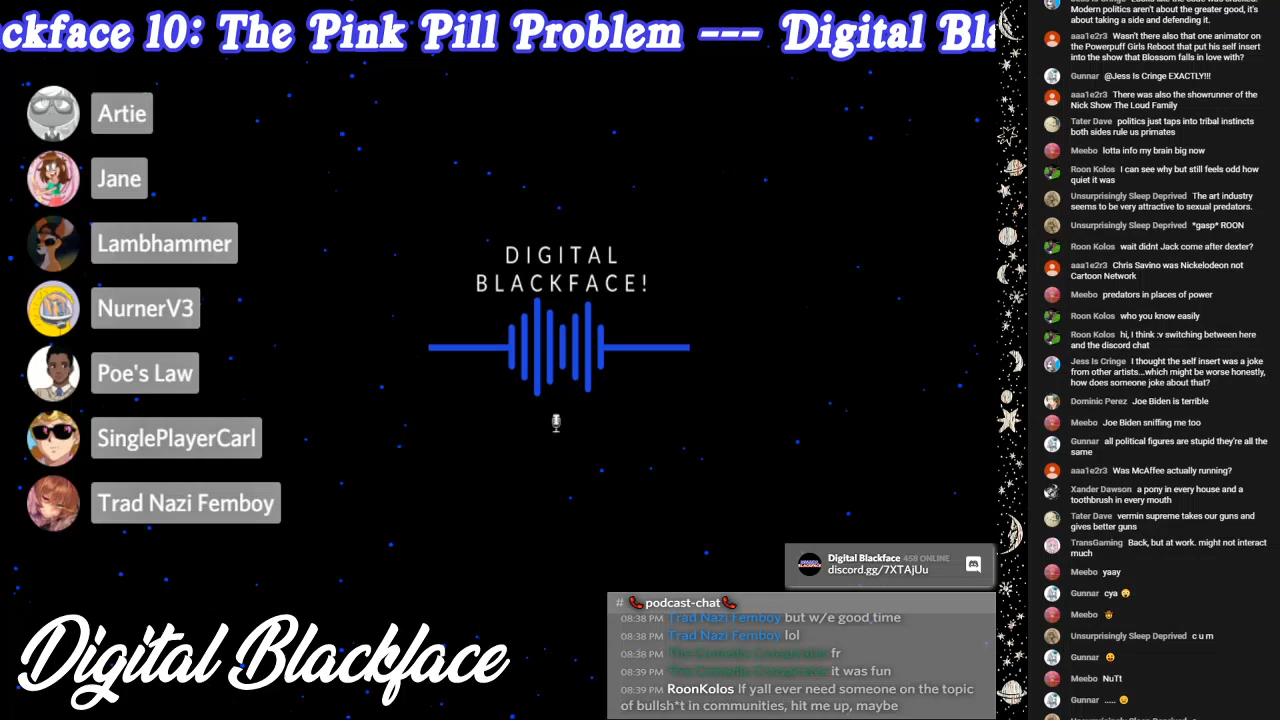 ckface 10: The Pink Pill Problem --- Digital Bla
Artie
Jane
Lambhammer
NurnerV3
Poe's Law
SinglePlayerCarl
Trad Nazi Femboy
DIGITAL
BLACKFACE!
Digital Blackface
Digital Blackface 458 ONLINE
discord.gg/7XTAjUu
# podcast-chat
08:38 PM Trad Nazi Femboy but w/e good time
08:38 PM Trad Nazi Femboy lol
08:38 PM fr
08:39 PM it was fun
08:39 PM RoonKolos If yall ever need someone on the topic
of bullsh*t in communities, hit me up, maybe
Modern politics aren't about the greater good, it's
about taking a side and defending it.
aaa1e2r3 Wasn't there also that one animator on
the Powerpuff Girls Reboot that put his self insert
into the show that Blossom falls in love with?
Gunnar @Jess Is Cringe EXACTLY!!!
aaa1e2r3 There was also the showrunner of the
Nick Show The Loud Family
Tater Dave politics just taps into tribal instincts
both sides rule us primates
Meebo lotta info my brain big now
Roon Kolos I can see why but still feels odd how
quiet it was
Unsurprisingly Sleep Deprived The art industry
seems to be very attractive to sexual predators.
Unsurprisingly Sleep Deprived *gasp* ROON
Roon Kolos wait didnt Jack come after dexter?
aaa1e2r3 Chris Savino was Nickelodeon not
Cartoon Network
Meebo predators in places of power
Roon Kolos who you know easily
Roon Kolos hi, I think :v switching between here
and the discord chat
Jess Is Cringe I thought the self insert was a joke
from other artists...which might be worse honestly,
how does someone joke about that?
Dominic Perez Joe Biden is terrible
Meebo Joe Biden sniffing me too
Gunnar all political figures are stupid they're all the
same
aaa1e2r3 Was McAffee actually running?
Xander Dawson a pony in every house and a
toothbrush in every mouth
Tater Dave vermin supreme takes our guns and
gives better guns
TransGaming Back, but at work. might not interact
much
Meebo yaay
Gunnar cya 😮
Meebo 🤠
Unsurprisingly Sleep Deprived c u m
Gunnar 😀
Meebo NuTt
Gunnar ..... 😑